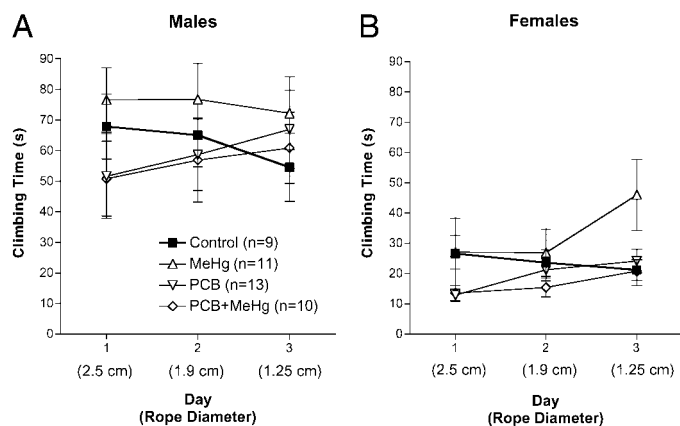 A
Males
90
80
70
60
50
40
30
20
10
0
Climbing Time (s)
Control (n=9)
MeHg (n=11)
PCB (n=13)
PCB+MeHg (n=10)
1 2 3
(2.5 cm) (1.9 cm) (1.25 cm)
Day
(Rope Diameter)
B
Females
90
80
70
60
50
40
30
20
10
0
Climbing Time (s)
1 2 3
(2.5 cm) (1.9 cm) (1.25 cm)
Day
(Rope Diameter)